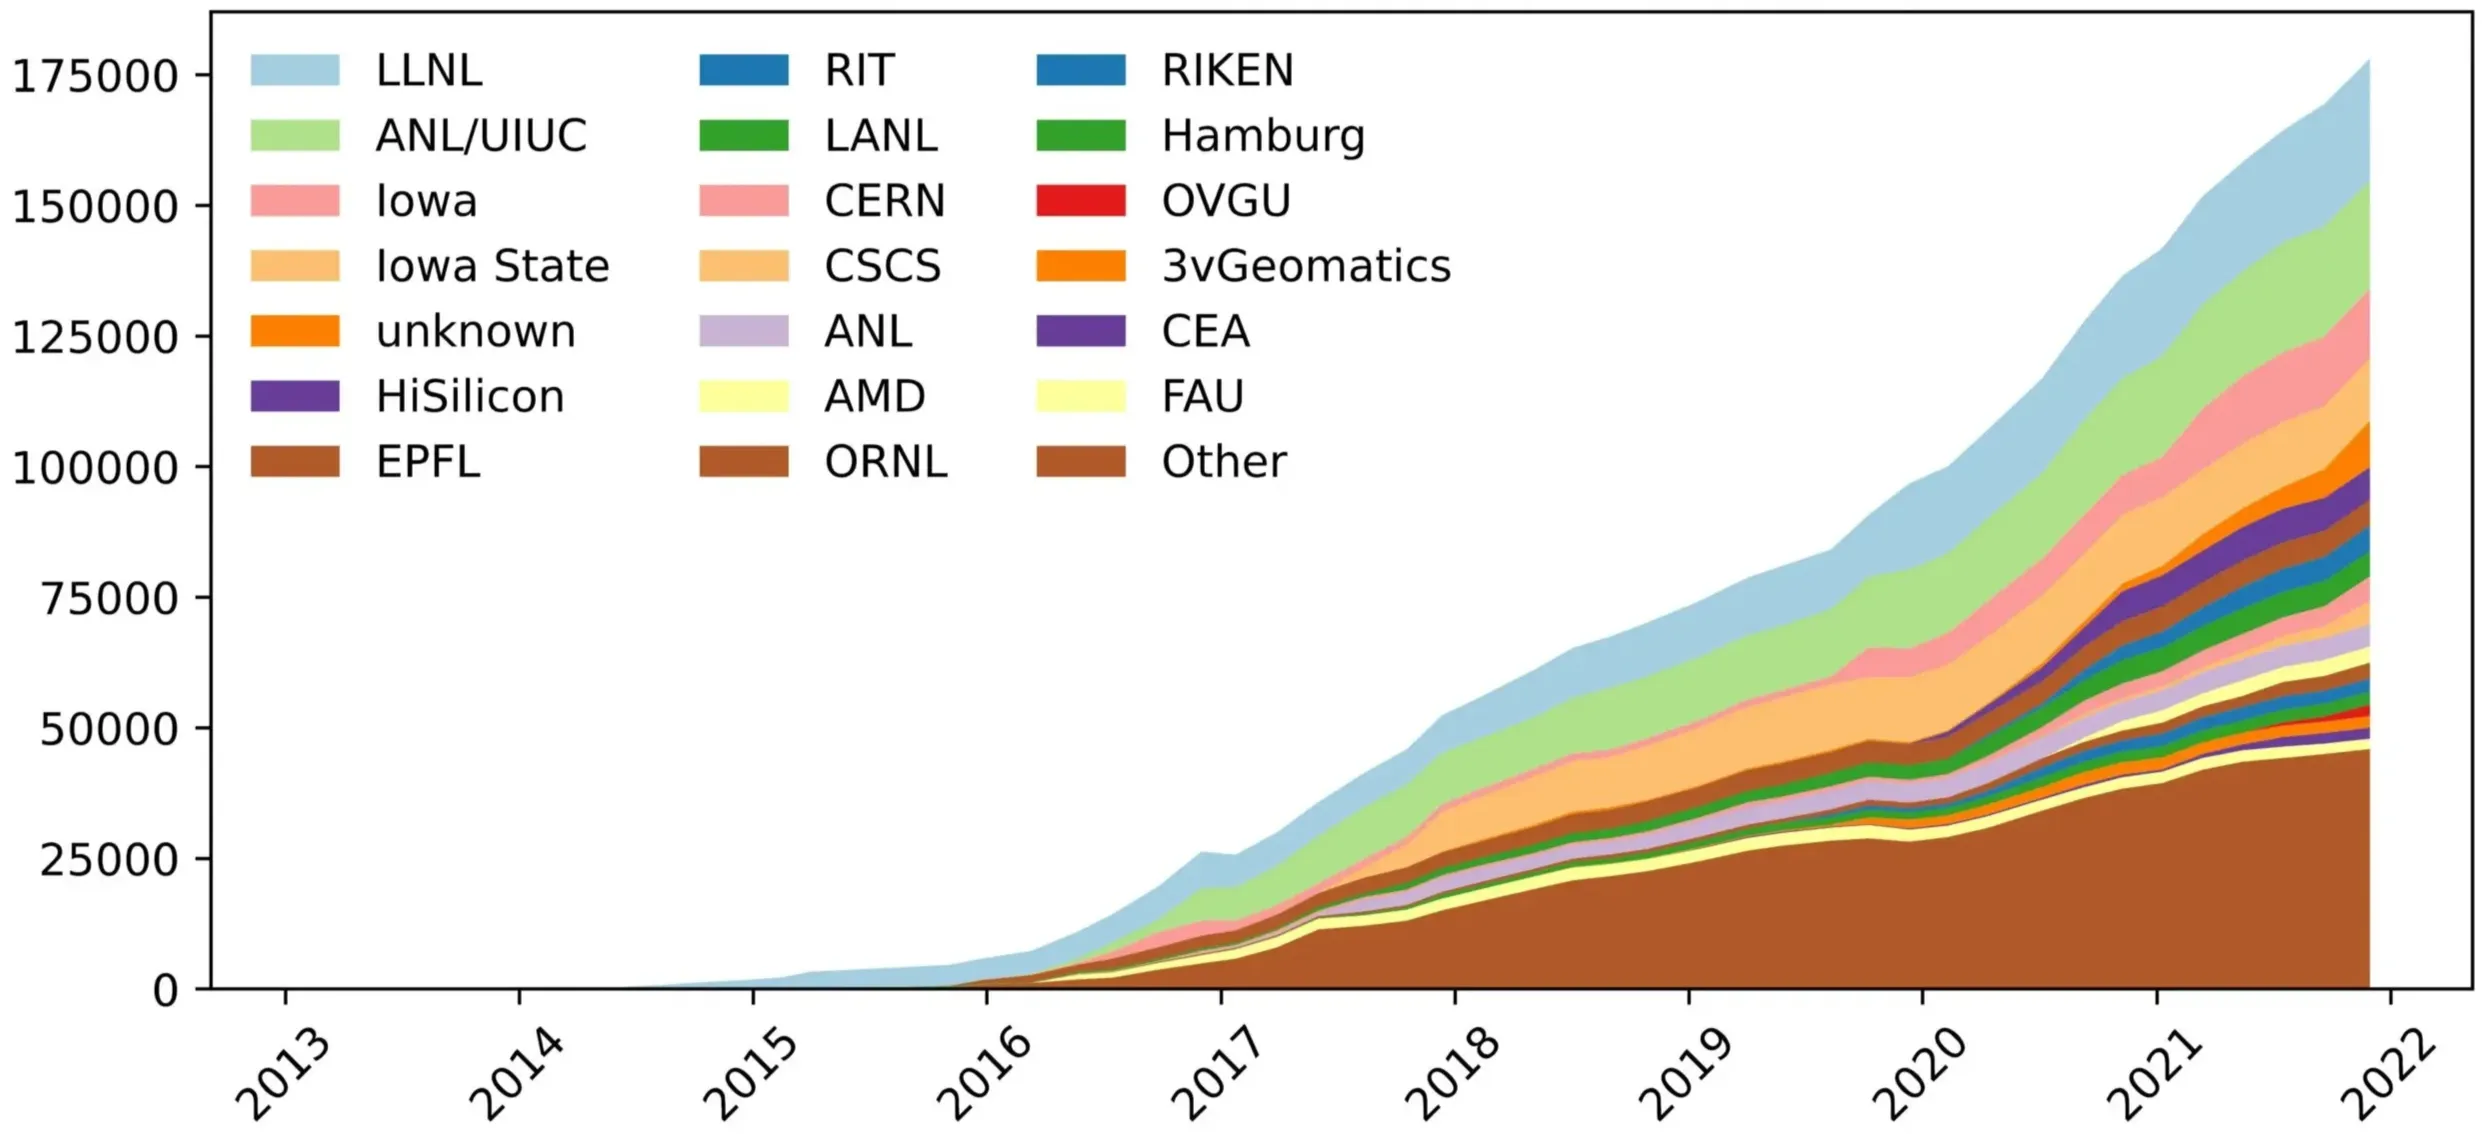 175000
150000
125000
100000
75000
50000
25000
0
LLNL
ANL/UIUC
Iowa
Iowa State
unknown
HiSilicon
EPFL
RIT
LANL
CERN
CSCS
ANL
AMD
ORNL
RIKEN
Hamburg
OVGU
3vGeomatics
CEA
FAU
Other
2013 2014 2015 2016 2017 2018 2019 2020 2021 2022